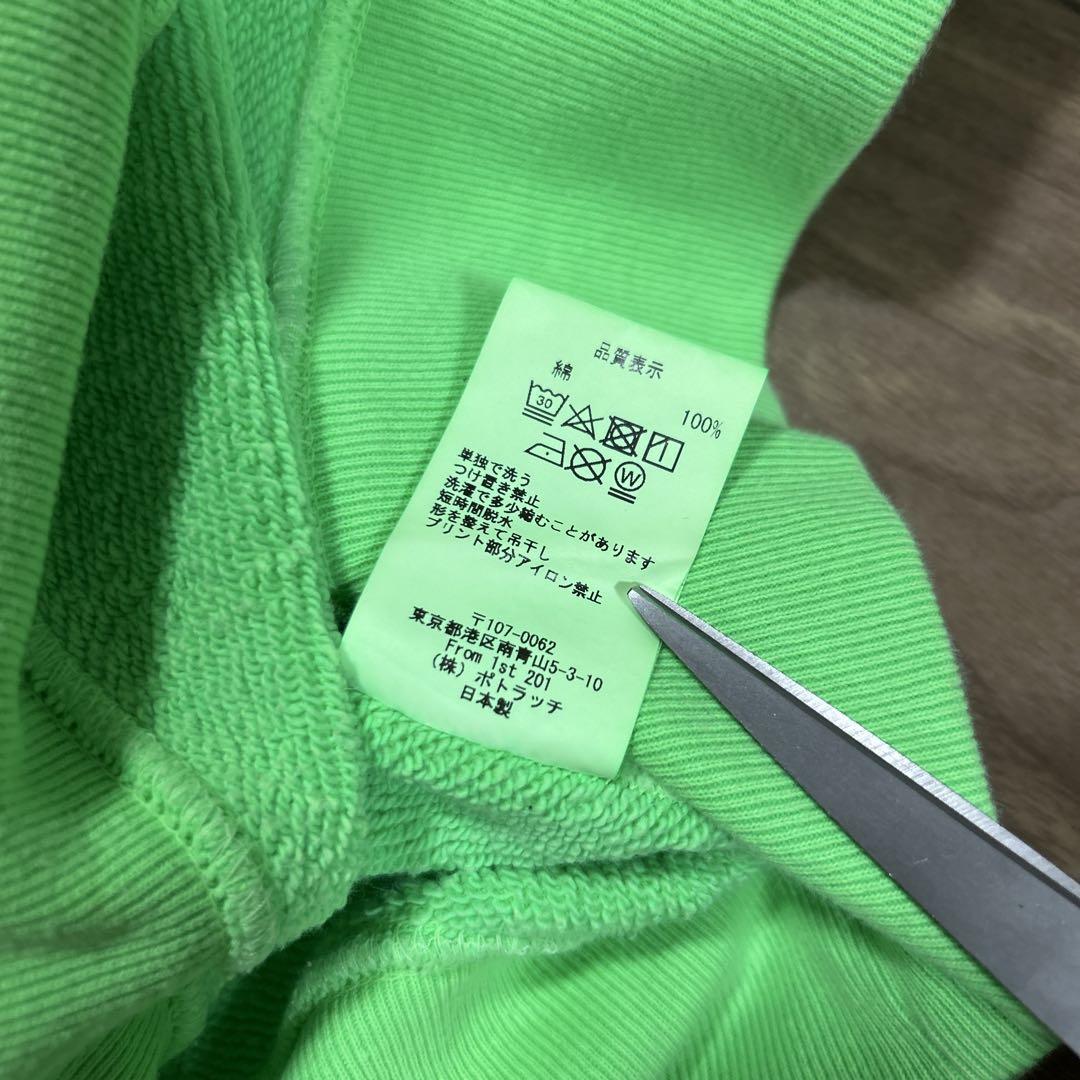 品質表示
綿 100%
30
W
単独で洗う
つけ置き禁止
洗濯で多少縮むことがあります
短時間脱水
形を整えて吊干し
プリント部分アイロン禁止
〒107-0062
東京都港区南青山5-3-10
From 1st 201
(株) ポトラッチ
日本製